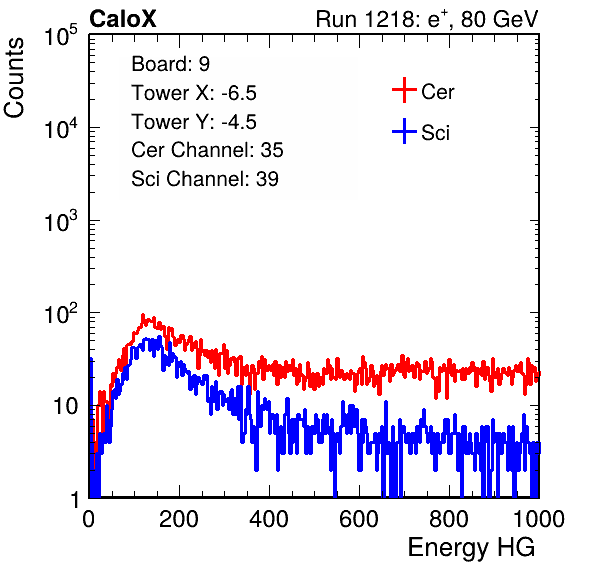 CaloX Run 1218: e⁺, 80 GeV
Counts
Board: 9
Tower X: -6.5
Tower Y: -4.5
Cer Channel: 35
Sci Channel: 39
Cer
Sci
10⁵
10⁴
10³
10²
10
1
0 200 400 600 800 1000
Energy HG